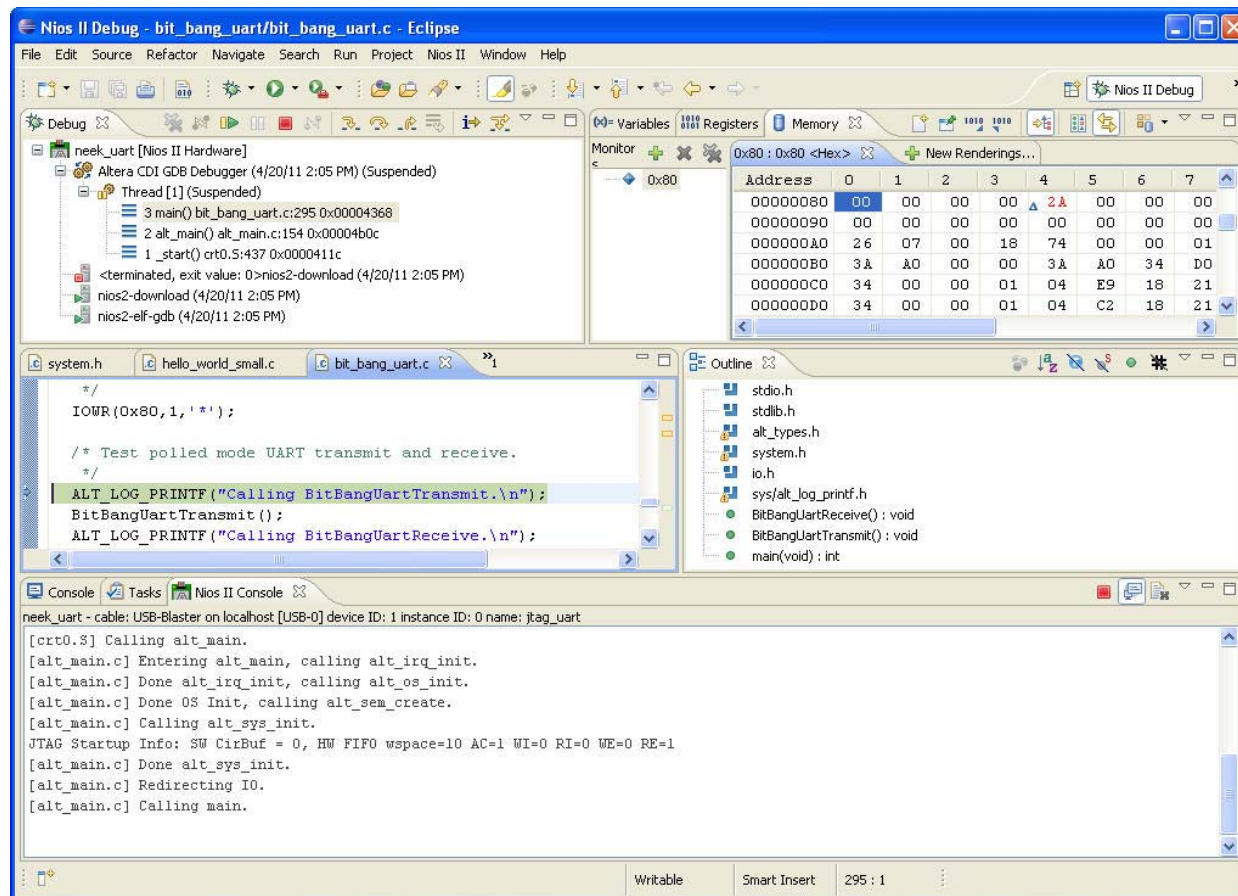 Nios II Debug - bit_bang_uart/bit_bang_uart.c - Eclipse
File Edit Source Refactor Navigate Search Run Project Nios II Window Help
Nios II Debug
Debug
neek_uart [Nios II Hardware]
Altera CDI GDB Debugger (4/20/11 2:05 PM) (Suspended)
Thread [1] (Suspended)
3 main() bit_bang_uart.c:295 0x00004368
2 alt_main() alt_main.c:154 0x00004b0c
1 _start() crt0.S:437 0x0000411c
<terminated, exit value: 0>nios2-download (4/20/11 2:05 PM)
nios2-download (4/20/11 2:05 PM)
nios2-elf-gdb (4/20/11 2:05 PM)
(x)= Variables Registers Memory
Monitor
0x80
0x80 : 0x80 <Hex> New Renderings...
Address 0 1 2 3 4 5 6 7
00000080 00 00 00 00 2A 00 00 00
00000090 00 00 00 00 00 00 00 00
000000A0 26 07 00 18 74 00 00 01
000000B0 3A A0 00 00 3A A0 34 D0
000000C0 34 00 00 01 04 E9 18 21
000000D0 34 00 00 01 04 C2 18 21
system.h hello_world_small.c bit_bang_uart.c »1
*/
IOWR(0x80,1,'*');
/* Test polled mode UART transmit and receive.
*/
ALT_LOG_PRINTF("Calling BitBangUartTransmit.\n");
BitBangUartTransmit();
ALT_LOG_PRINTF("Calling BitBangUartReceive.\n");
Outline
stdio.h
stdlib.h
alt_types.h
system.h
io.h
sys/alt_log_printf.h
BitBangUartReceive() : void
BitBangUartTransmit() : void
main(void) : int
Console Tasks Nios II Console
neek_uart - cable: USB-Blaster on localhost [USB-0] device ID: 1 instance ID: 0 name: jtag_uart
[crt0.S] Calling alt_main.
[alt_main.c] Entering alt_main, calling alt_irq_init.
[alt_main.c] Done alt_irq_init, calling alt_os_init.
[alt_main.c] Done OS Init, calling alt_sem_create.
[alt_main.c] Calling alt_sys_init.
JTAG Startup Info: SW CirBuf = 0, HW FIFO wspace=10 AC=1 WI=0 RI=0 WE=0 RE=1
[alt_main.c] Done alt_sys_init.
[alt_main.c] Redirecting IO.
[alt_main.c] Calling main.
Writable Smart Insert 295 : 1